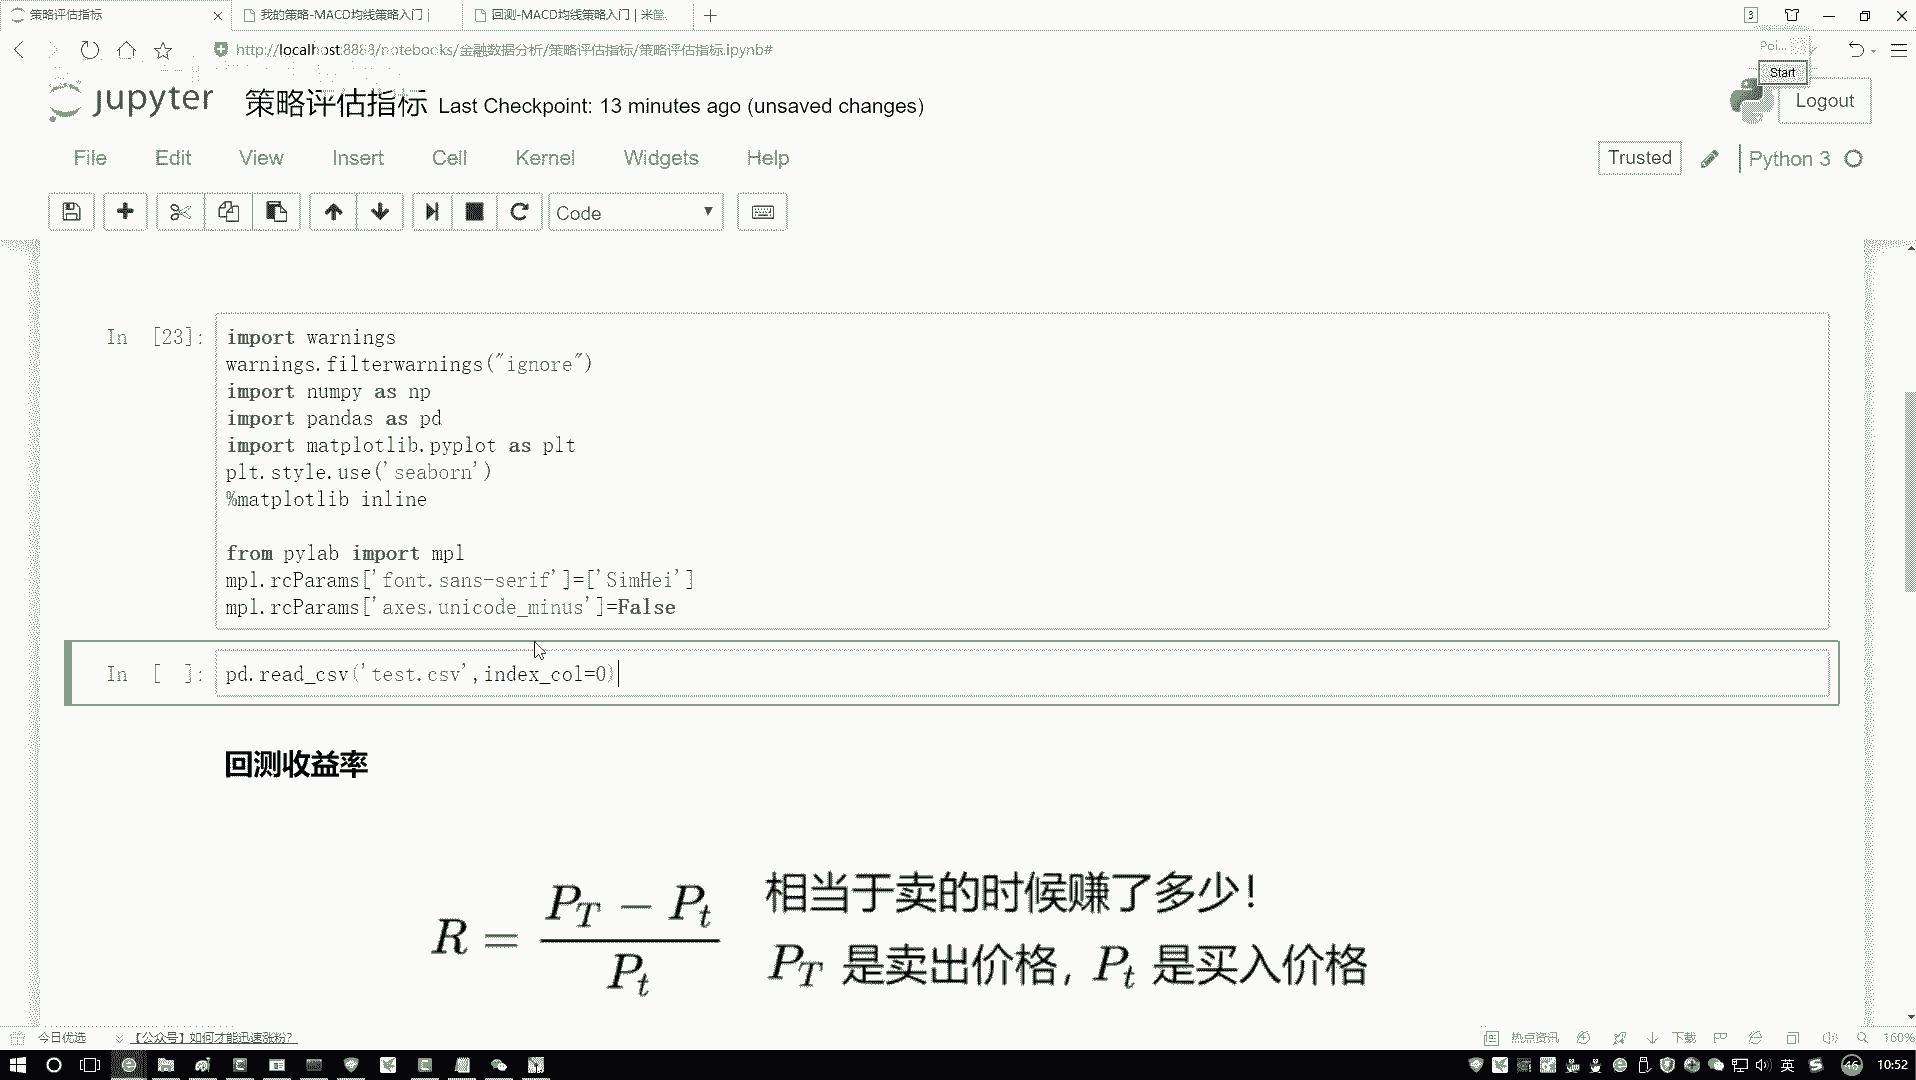 策略评估指标
我的策略-MACD均线策略入门 |
回测-MACD均线策略入门 | 米筐.
3
http://localhost:8888/notebooks/金融数据分析/策略评估指标/策略评估指标.ipynb#
Poi...
Start
jupyter 策略评估指标 Last Checkpoint: 13 minutes ago (unsaved changes)
Logout
File Edit View Insert Cell Kernel Widgets Help
Trusted
Python 3
Code
In [23]:
import warnings
warnings.filterwarnings("ignore")
import numpy as np
import pandas as pd
import matplotlib.pyplot as plt
plt.style.use('seaborn')
%matplotlib inline
from pylab import mpl
mpl.rcParams['font.sans-serif']=['SimHei']
mpl.rcParams['axes.unicode_minus']=False
In [ ]: pd.read_csv('test.csv',index_col=0)
回测收益率
R = (P_T − P_t) / P_t
相当于卖的时候赚了多少！
P_T 是卖出价格，P_t 是买入价格
今日优选
【公众号】如何才能迅速涨粉?
热点资讯
下载
160%
英
46
10:52